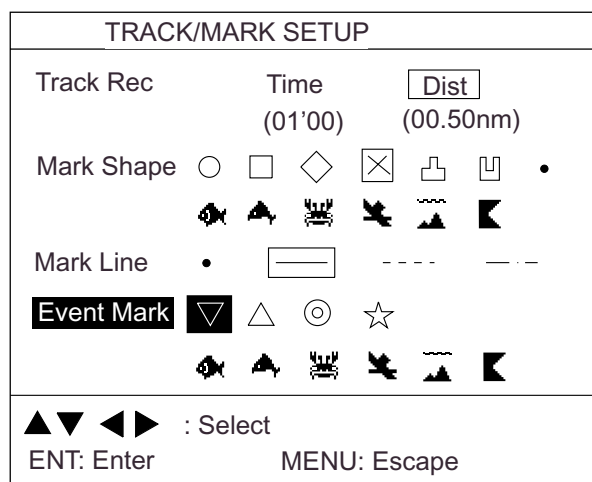 TRACK/MARK SETUP
Track Rec Time Dist
(01'00) (00.50nm)
Mark Shape
Mark Line
Event Mark
: Select
ENT: Enter MENU: Escape